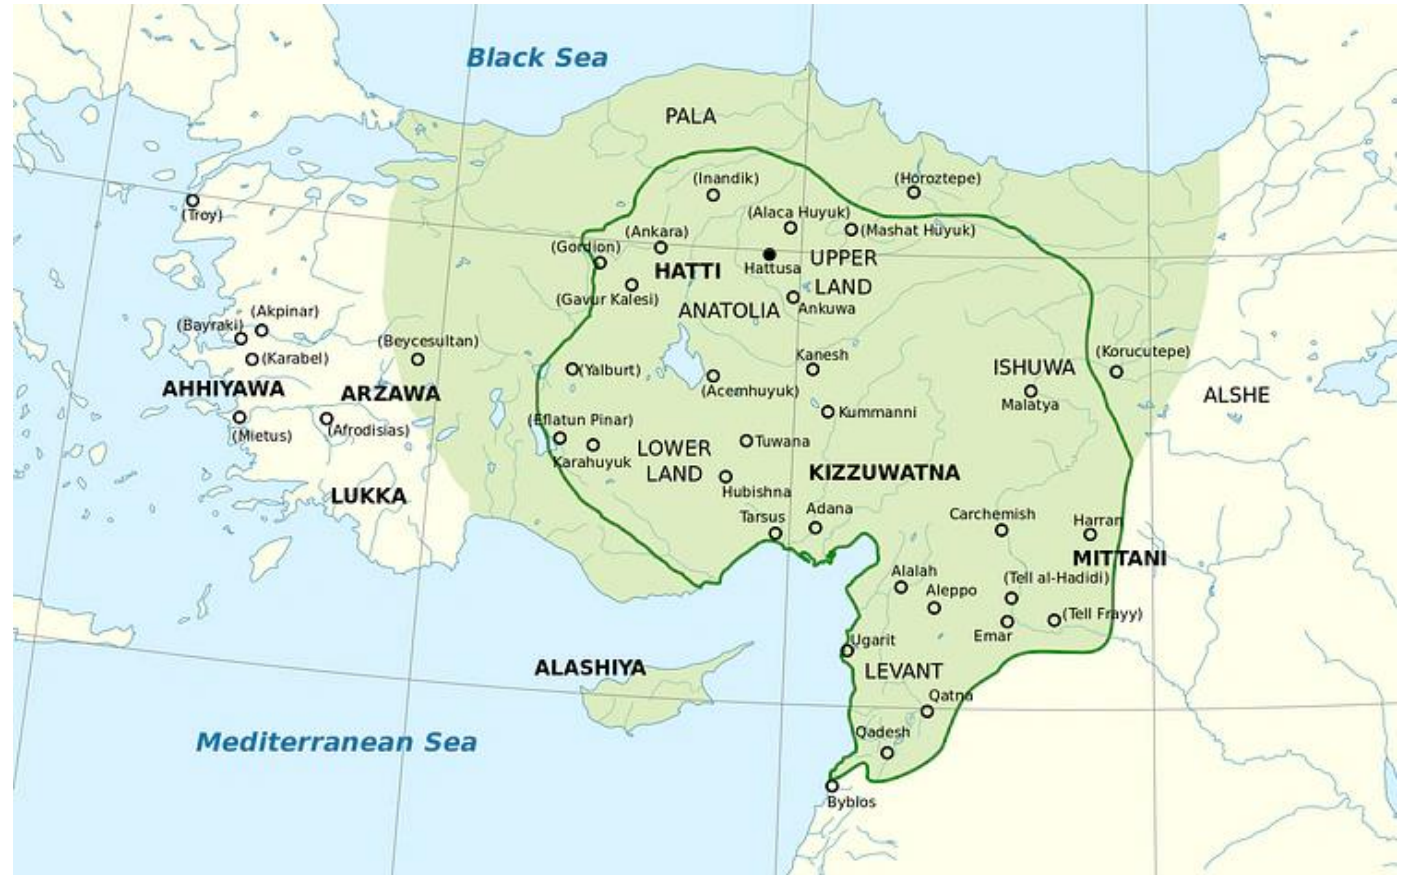 Black Sea
PALA
(Inandik)
(Horoztepe)
(Troy)
(Alaca Huyuk)
(Mashat Huyuk)
(Ankara)
(Gordion)
Hattusa
UPPER
LAND
HATTI
(Gavur Kalesi)
ANATOLIA
Ankuwa
(Akpinar)
(Bayraki)
(Karabel)
(Beycesultan)
(Yalburt)
Kanesh
(Acemhuyuk)
ISHUWA
(Korucutepe)
Malatya
ALSHE
AHHIYAWA
ARZAWA
Kummanni
(Mietus)
(Afrodisias)
(Eflatun Pinar)
Karahuyuk
LOWER
LAND
Tuwana
KIZZUWATNA
Hubishna
LUKKA
Tarsus
Adana
Carchemish
Harran
MITTANI
Alalah
Aleppo
(Tell al-Hadidi)
(Tell Frayy)
Emar
Ugarit
ALASHIYA
LEVANT
Qatna
Mediterranean Sea
Qadesh
Byblos